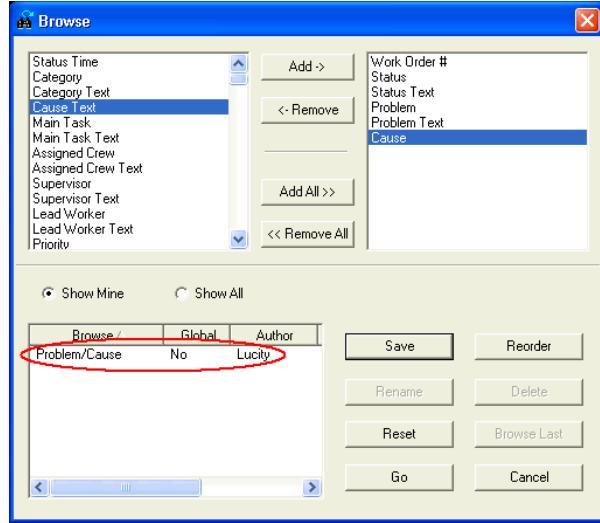 Browse
Status Time
Category
Category Text
Cause Text
Main Task
Main Task Text
Assigned Crew
Assigned Crew Text
Supervisor
Supervisor Text
Lead Worker
Lead Worker Text
Priority
Add ->
<- Remove
Add All >>
<< Remove All
Work Order #
Status
Status Text
Problem
Problem Text
Cause
Show Mine
Show All
Browse / Global Author
Problem/Cause No Lucity
Save
Reorder
Rename
Delete
Reset
Browse Last
Go
Cancel